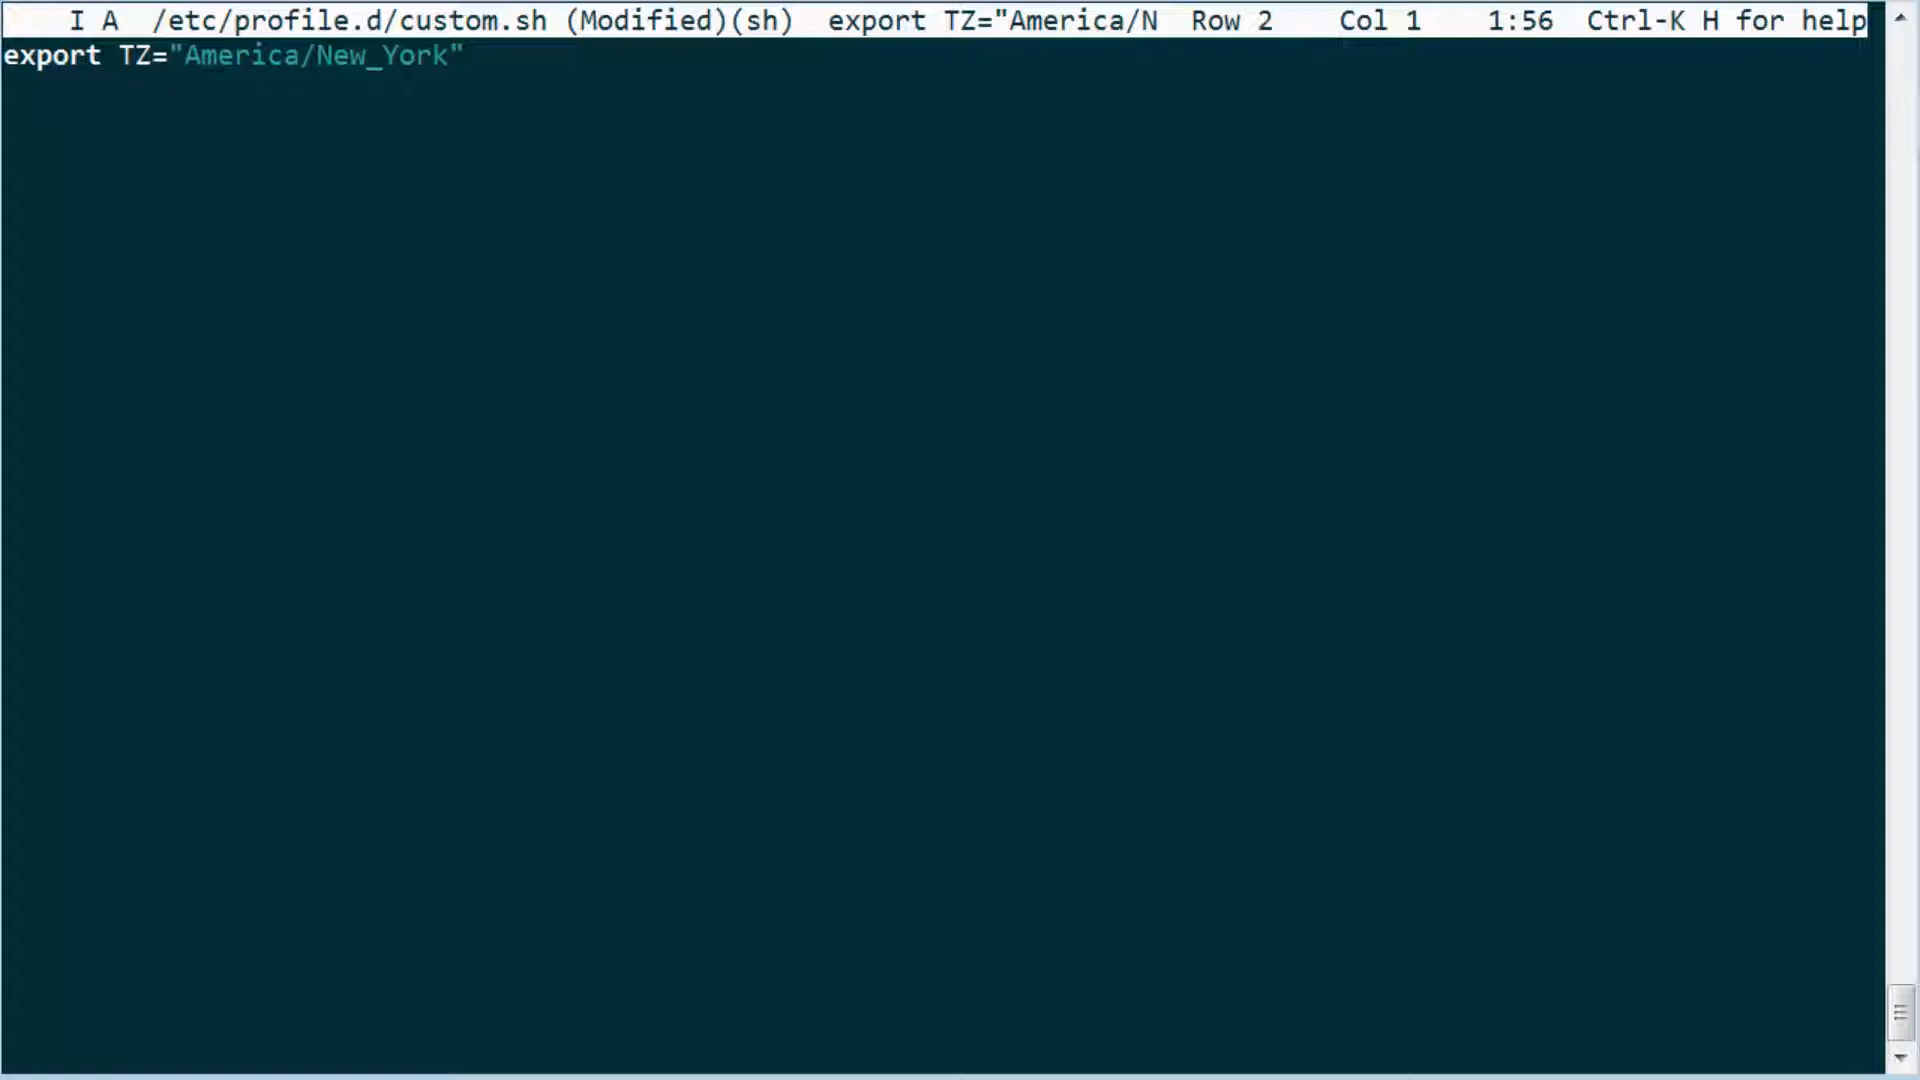 I A /etc/profile.d/custom.sh (Modified)(sh) export TZ="America/N Row 2 Col 1 1:56 Ctrl-K H for help
export TZ="America/New_York"